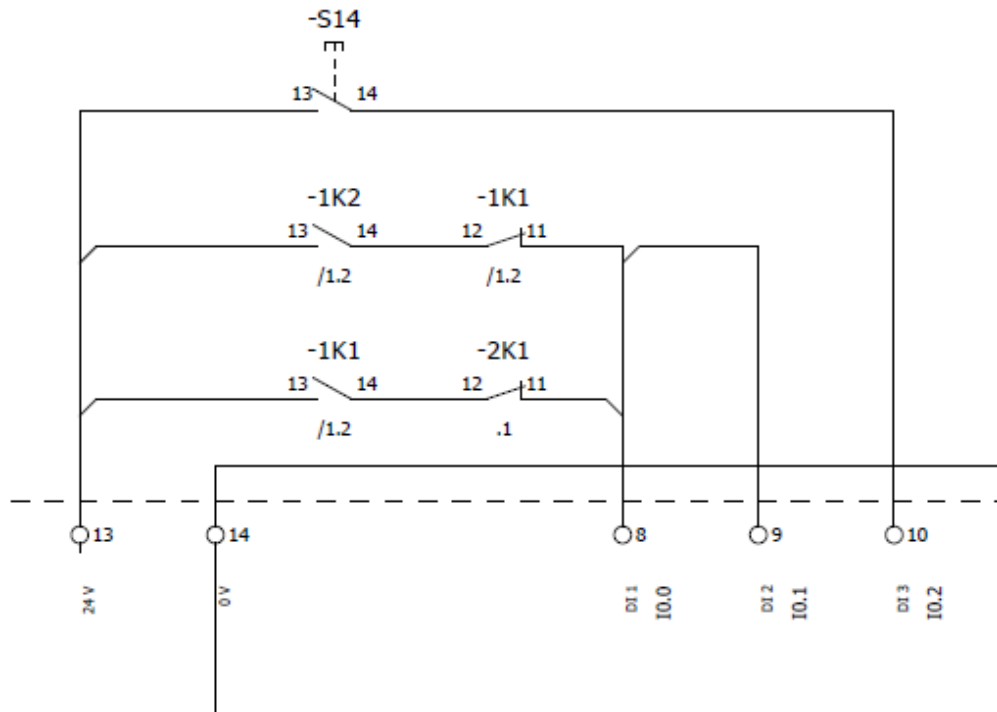 -S14
13 14
-1K2 -1K1
13 14 12 11
/1.2 /1.2
-1K1 -2K1
13 14 12 11
/1.2 .1
13 14 8 9 10
24 V 0 V DI 1 I0.0 DI 2 I0.1 DI 3 I0.2